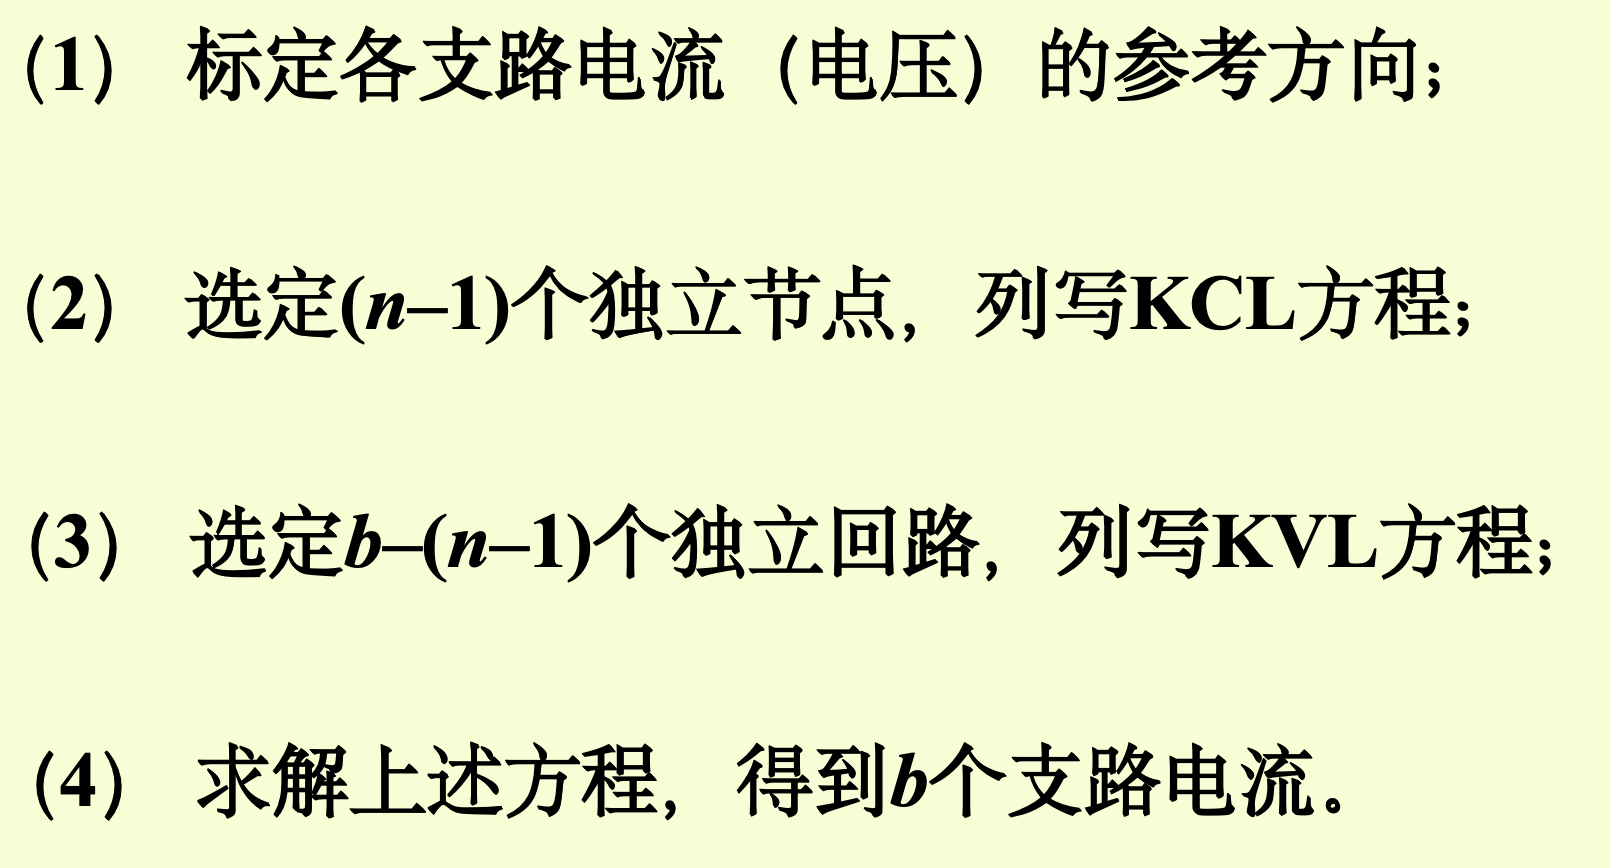 (1) 标定各支路电流（电压）的参考方向;
(2) 选定(n–1)个独立节点，列写KCL方程;
(3) 选定b–(n–1)个独立回路，列写KVL方程;
(4) 求解上述方程，得到b个支路电流。